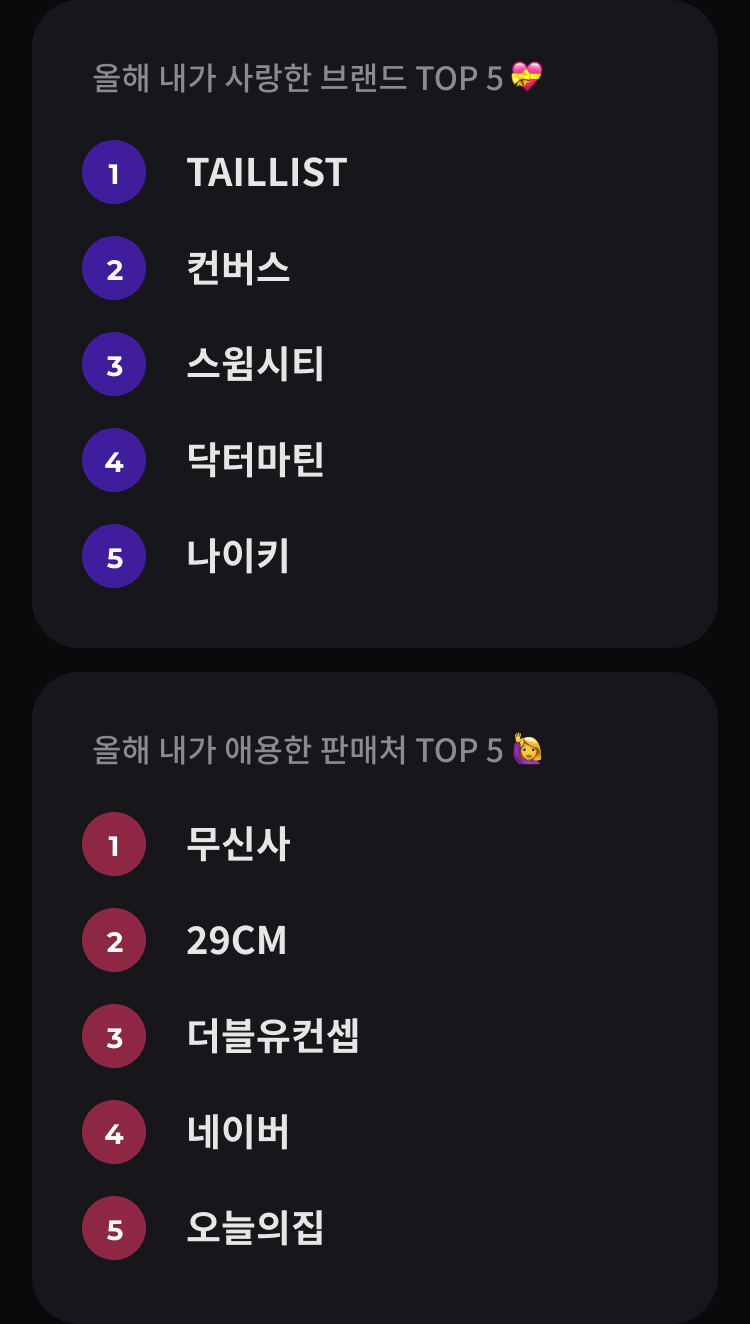 올해 내가 사랑한 브랜드 TOP 5 💝
1 TAILLIST
2 컨버스
3 스윔시티
4 닥터마틴
5 나이키
올해 내가 애용한 판매처 TOP 5 🙋‍♀️
1 무신사
2 29CM
3 더블유컨셉
4 네이버
5 오늘의집